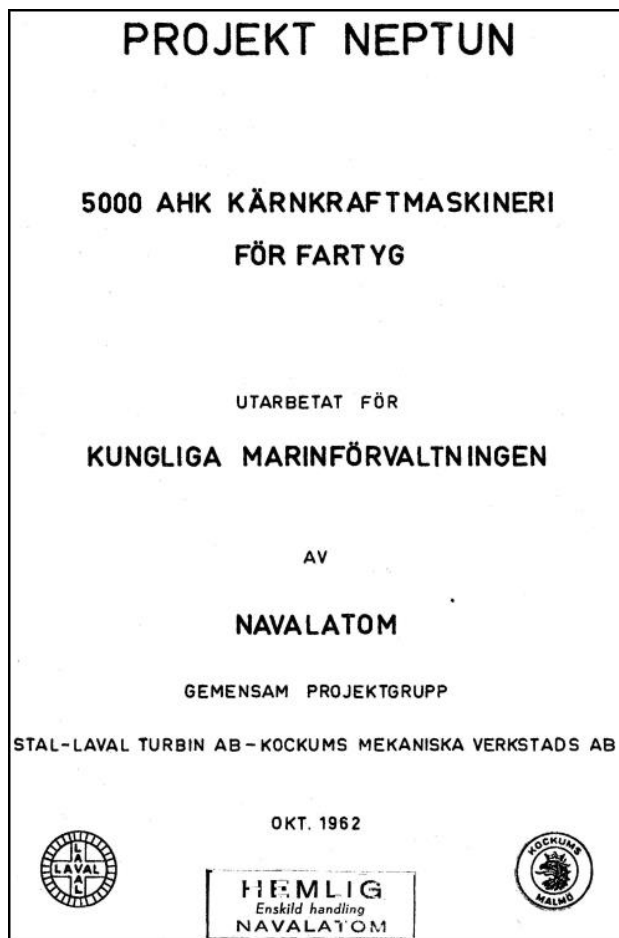 PROJEKT NEPTUN
5000 AHK KÄRNKRAFTMASKINERI
FÖR FARTYG
UTARBETAT FÖR
KUNGLIGA MARINFÖRVALTNINGEN
AV
NAVALATOM
GEMENSAM PROJEKTGRUPP
STAL-LAVAL TURBIN AB - KOCKUMS MEKANISKA VERKSTADS AB
OKT. 1962
LAVAL
LAVAL
KOCKUMS
MALMÖ
HEMLIG
Enskild handling
NAVALATOM